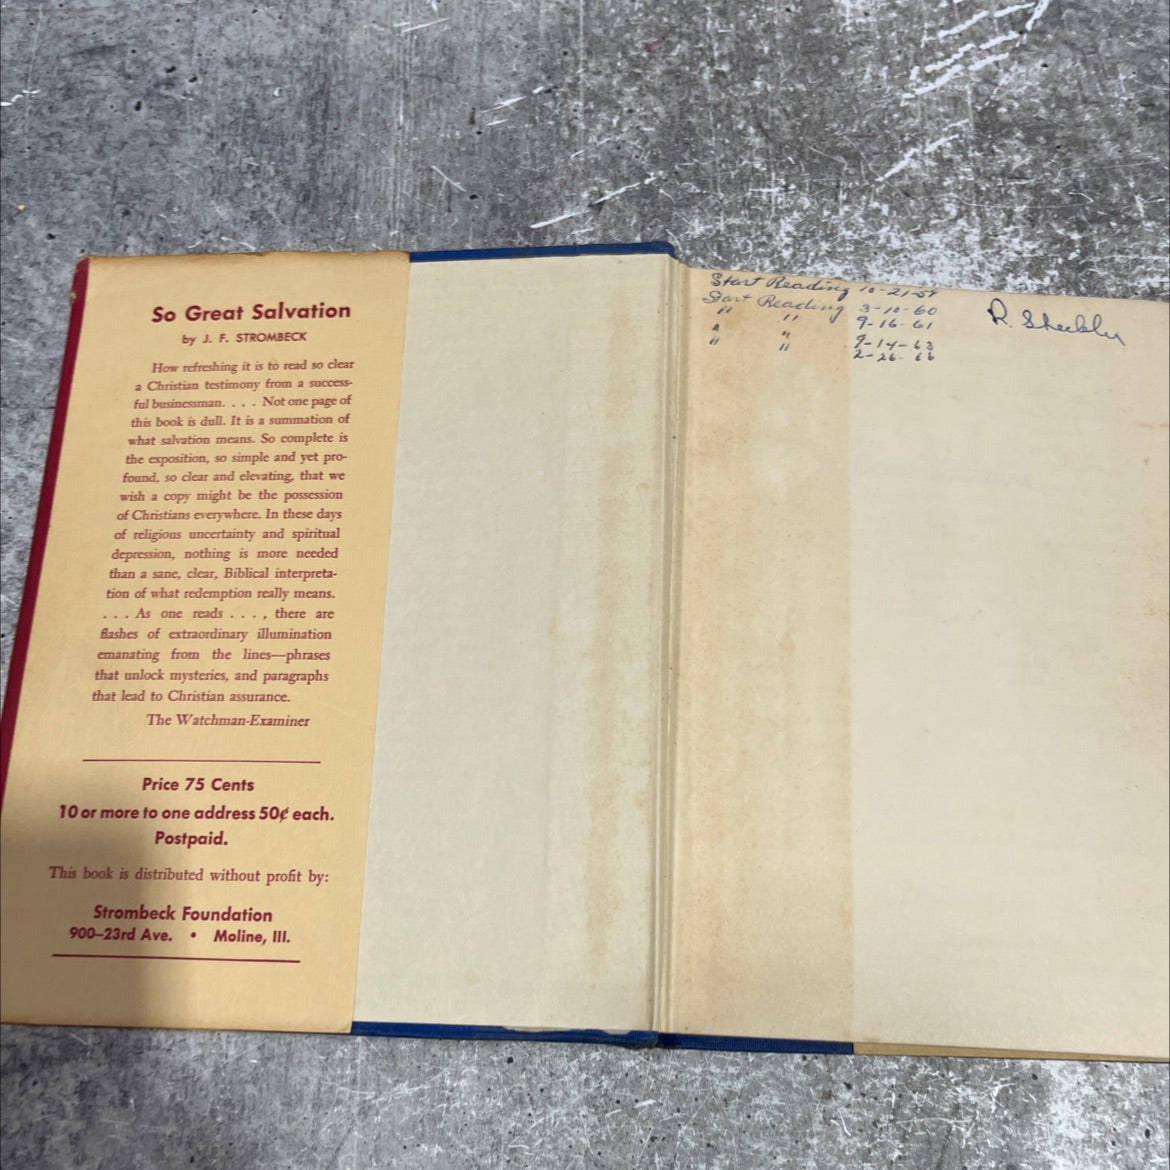 So Great Salvation
by J. F. STROMBECK
How refreshing it is to read so clear
a Christian testimony from a success-
ful businessman. . . . Not one page of
this book is dull. It is a summation of
what salvation means. So complete is
the exposition, so simple and yet pro-
found, so clear and elevating, that we
wish a copy might be the possession
of Christians everywhere. In these days
of religious uncertainty and spiritual
depression, nothing is more needed
than a sane, clear, Biblical interpreta-
tion of what redemption really means.
. . . As one reads . . . , there are
flashes of extraordinary illumination
emanating from the lines—phrases
that unlock mysteries, and paragraphs
that lead to Christian assurance.
The Watchman-Examiner
Price 75 Cents
10 or more to one address 50¢ each.
Postpaid.
This book is distributed without profit by:
Strombeck Foundation
900–23rd Ave. • Moline, Ill.
Start Reading
Start Reading 3-10-60
" " 9-16-61
" " 9-14-63
" " 2-26-66
R.